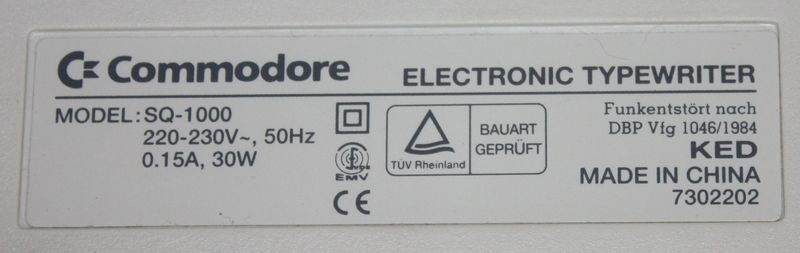 Commodore ELECTRONIC TYPEWRITER
MODEL: SQ-1000
220-230V~, 50Hz
0.15A, 30W
VDE
EMV
CE
TÜV Rheinland
BAUART
GEPRÜFT
Funkentstört nach
DBP Vfg 1046/1984
KED
MADE IN CHINA
7302202